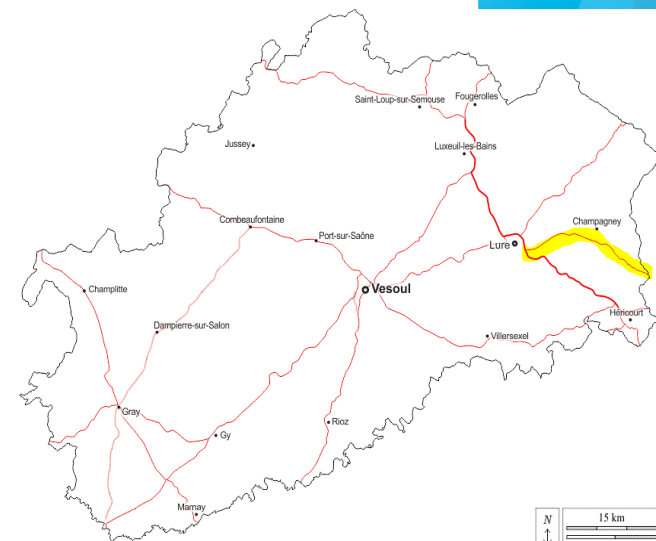 Saint-Loup-sur-Semouse
Fougerolles
Jussey
Luxeuil-les-Bains
Combeaufontaine
Champagney
Port-sur-Saône
Lure
Champlitte
Vesoul
Héricourt
Dampierre-sur-Salon
Villersexel
Gray
Rioz
Gy
Marnay
N
15 km